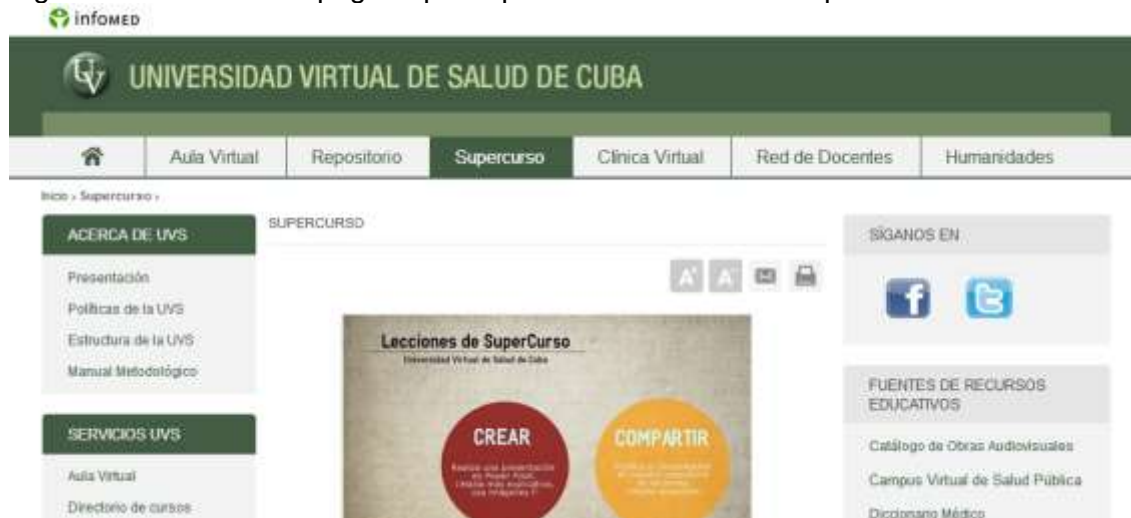 infOMED
UNIVERSIDAD VIRTUAL DE SALUD DE CUBA
Aula Virtual
Repositorio
Supercurso
Clínica Virtual
Red de Docentes
Humanidades
Inicio › Supercurso ›
ACERCA DE UVS
Presentación
Políticas de la UVS
Estructura de la UVS
Manual Metodológico
SERVICIOS UVS
Aula Virtual
Directorio de cursos
SUPERCURSO
Lecciones de SuperCurso
Universidad Virtual de Salud de Cuba
CREAR
COMPARTIR
SÍGANOS EN
FUENTES DE RECURSOS
EDUCATIVOS
Catálogo de Obras Audiovisuales
Campus Virtual de Salud Pública
Diccionario Médico